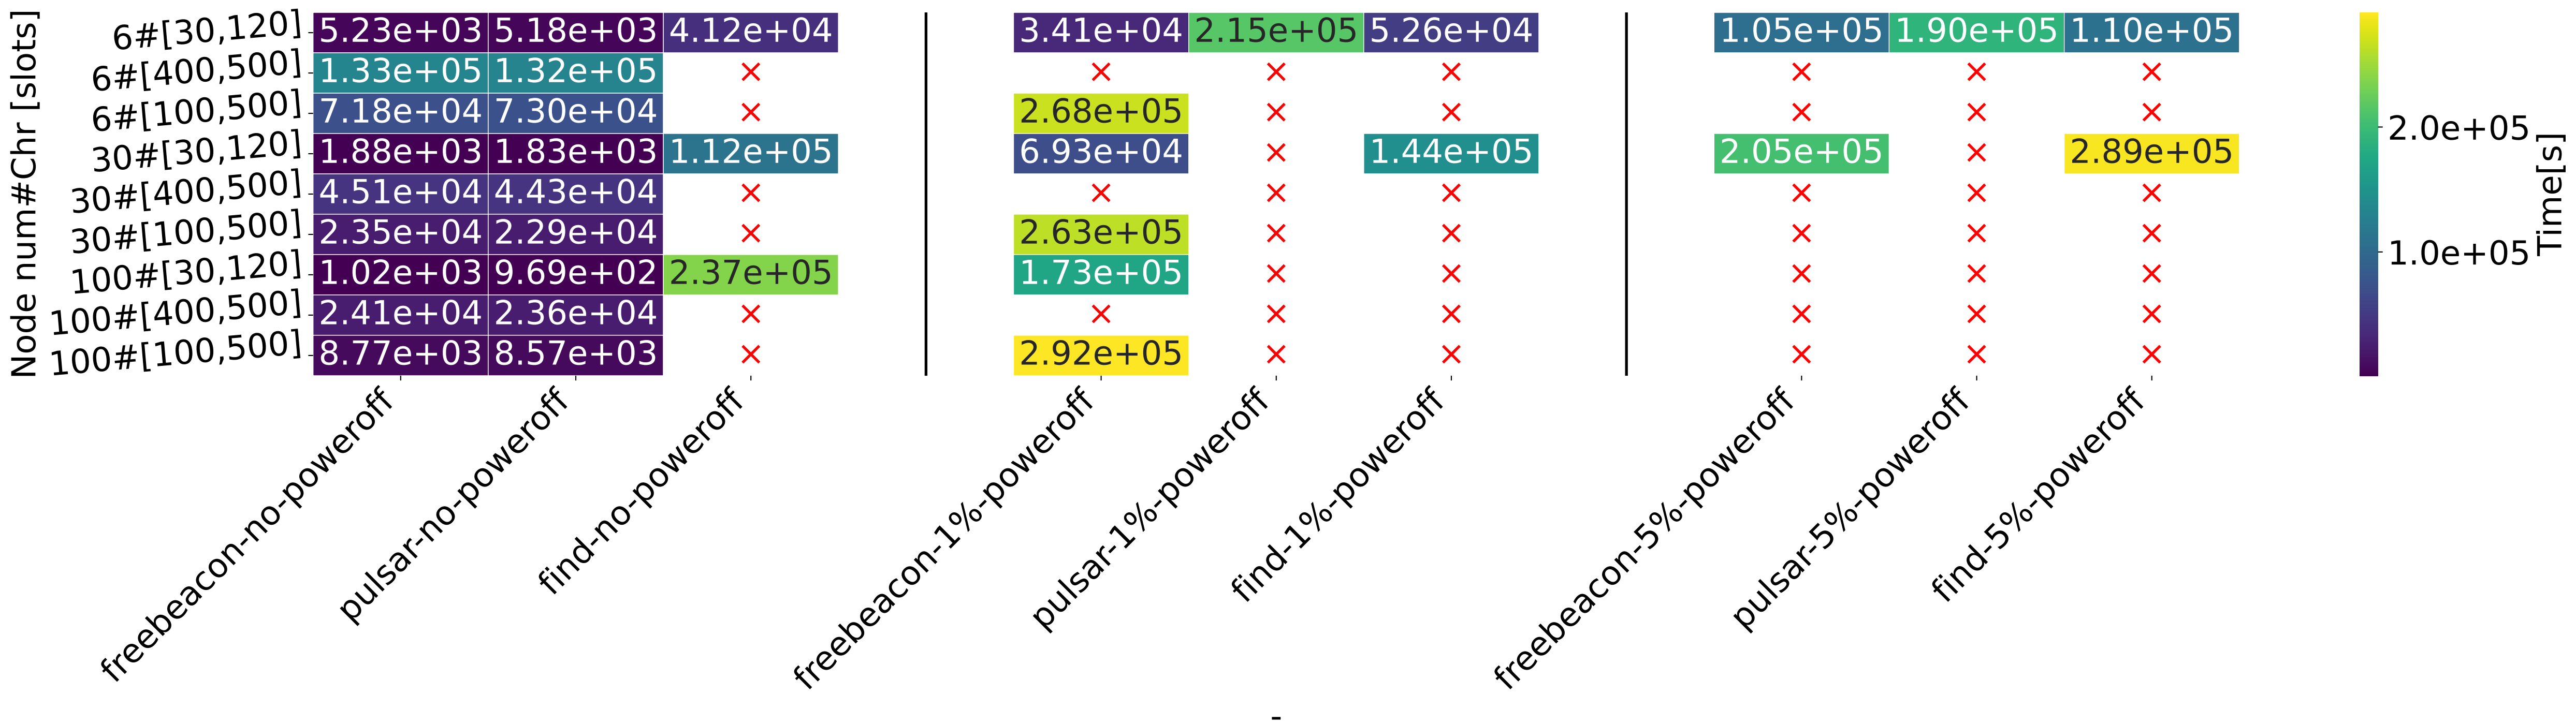 Node num#Chr [slots]
6#[30,120] 5.23e+03 5.18e+03 4.12e+04 3.41e+04 2.15e+05 5.26e+04 1.05e+05 1.90e+05 1.10e+05
6#[400,500] 1.33e+05 1.32e+05 × × × × × × ×
6#[100,500] 7.18e+04 7.30e+04 × 2.68e+05 × × × × ×
30#[30,120] 1.88e+03 1.83e+03 1.12e+05 6.93e+04 × 1.44e+05 2.05e+05 × 2.89e+05
30#[400,500] 4.51e+04 4.43e+04 × × × × × × ×
30#[100,500] 2.35e+04 2.29e+04 × 2.63e+05 × × × × ×
100#[30,120] 1.02e+03 9.69e+02 2.37e+05 1.73e+05 × × × × ×
100#[400,500] 2.41e+04 2.36e+04 × × × × × × ×
100#[100,500] 8.77e+03 8.57e+03 × 2.92e+05 × × × × ×
freebeacon-no-poweroff
pulsar-no-poweroff
find-no-poweroff
freebeacon-1%-poweroff
pulsar-1%-poweroff
find-1%-poweroff
freebeacon-5%-poweroff
pulsar-5%-poweroff
find-5%-poweroff
-
2.0e+05
1.0e+05
Time[s]